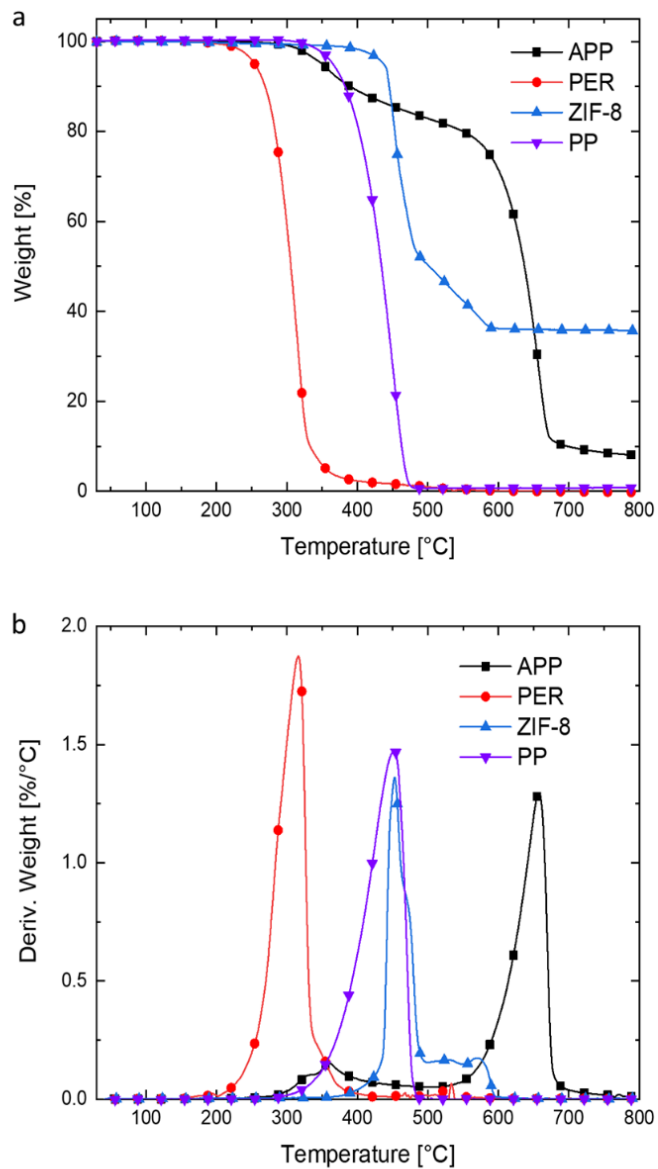 a
100
80
60
40
20
0
Weight [%]
APP
PER
ZIF-8
PP
100 200 300 400 500 600 700 800
Temperature [°C]
b
2.0
1.5
1.0
0.5
0.0
Deriv. Weight [%/°C]
APP
PER
ZIF-8
PP
100 200 300 400 500 600 700 800
Temperature [°C]